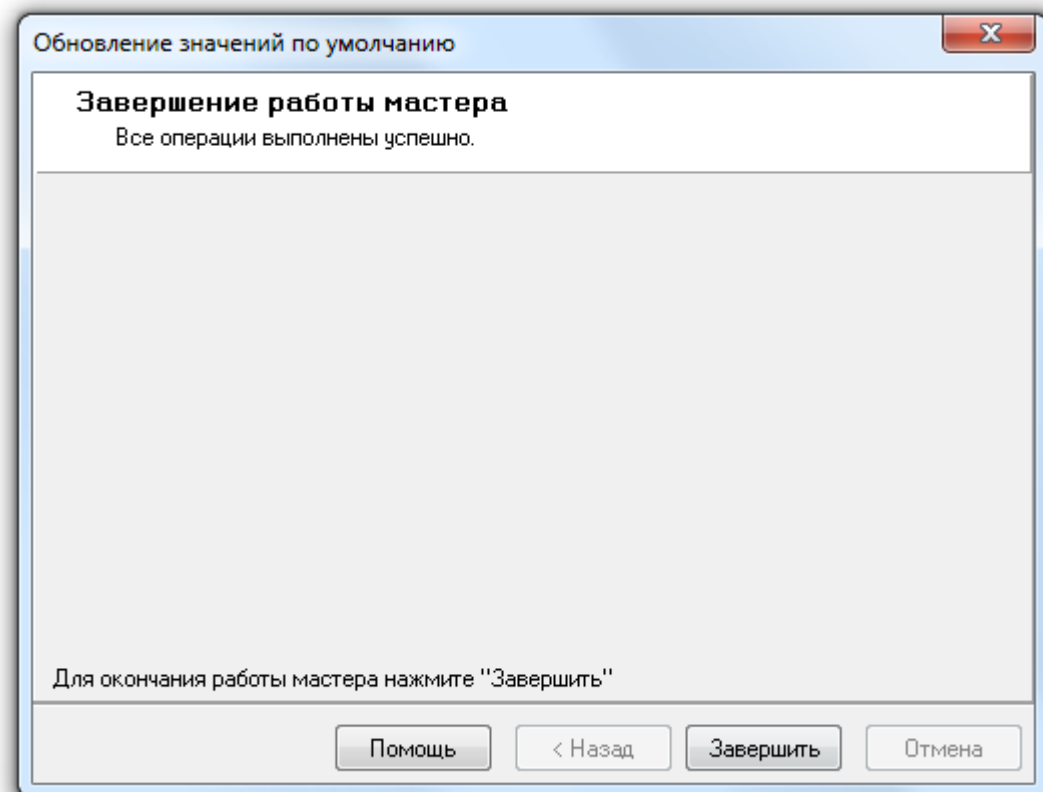 Обновление значений по умолчанию
Завершение работы мастера
Все операции выполнены успешно.
Для окончания работы мастера нажмите "Завершить"
Помощь
< Назад
Завершить
Отмена